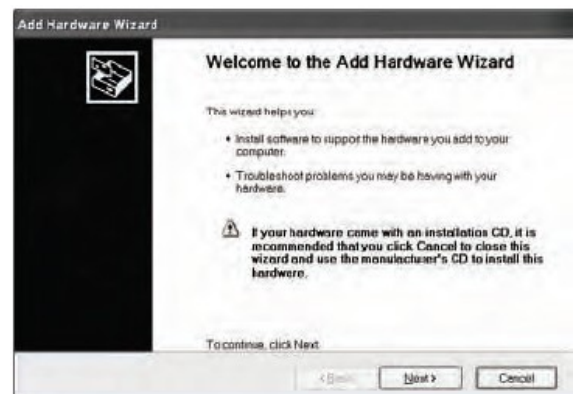 Add Hardware Wizard
Welcome to the Add Hardware Wizard
This wizard helps you:
• Install software to support the hardware you add to your
computer.
• Troubleshoot problems you may be having with your
hardware.
If your hardware came with an installation CD, it is
recommended that you click Cancel to close this
wizard and use the manufacturer's CD to install this
hardware.
To continue, click Next
< Back
Next >
Cancel